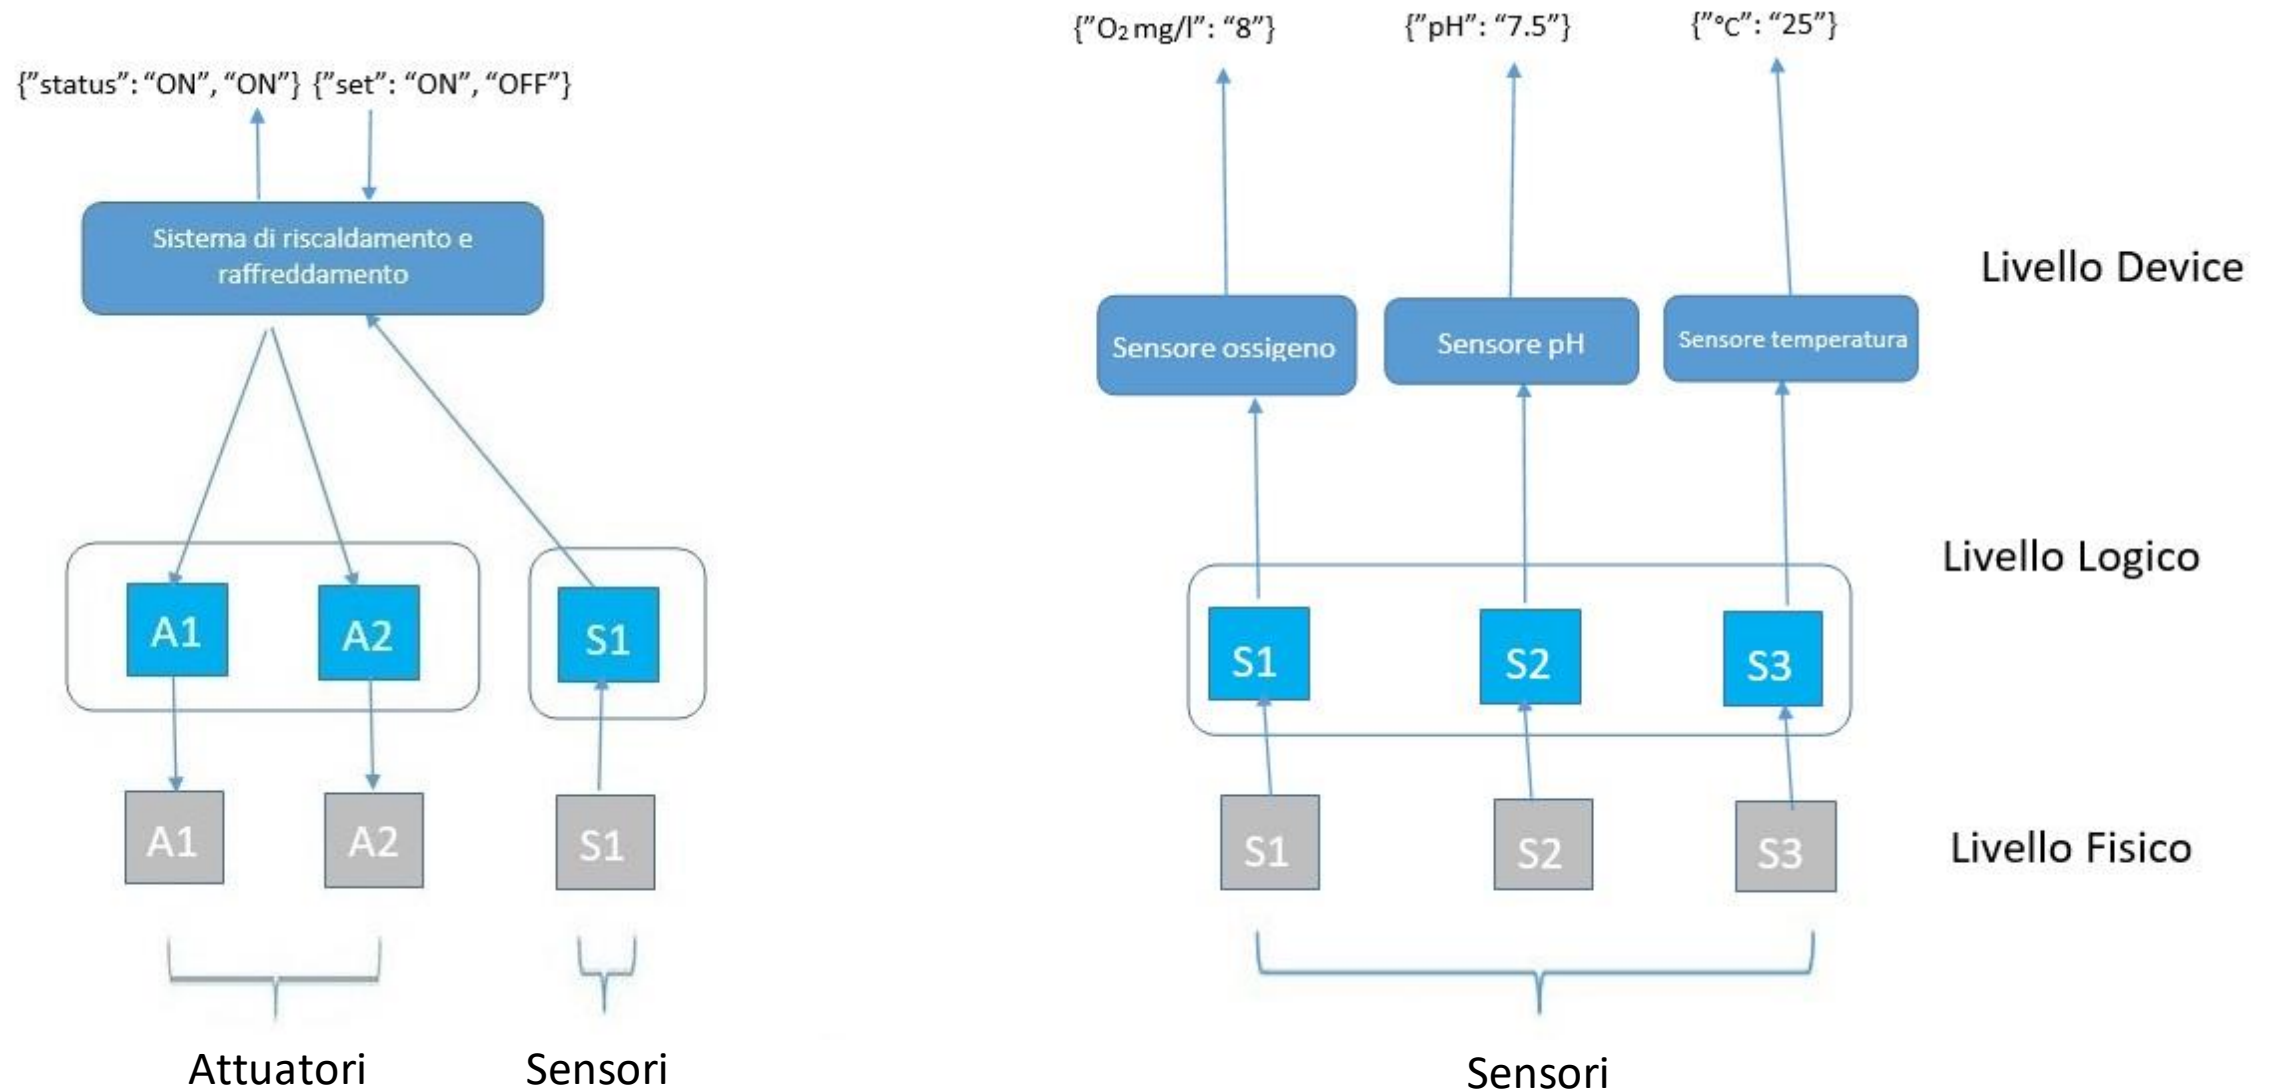 {”O₂ mg/l”: “8”}
{”pH”: “7.5”}
{”°C”: “25”}
{”status”: “ON”, “ON”} {”set”: “ON”, “OFF”}
Sistema di riscaldamento e
raffreddamento
Livello Device
Sensore ossigeno
Sensore pH
Sensore temperatura
Livello Logico
A1
A2
S1
S1
S2
S3
Livello Fisico
A1
A2
S1
S1
S2
S3
Attuatori
Sensori
Sensori